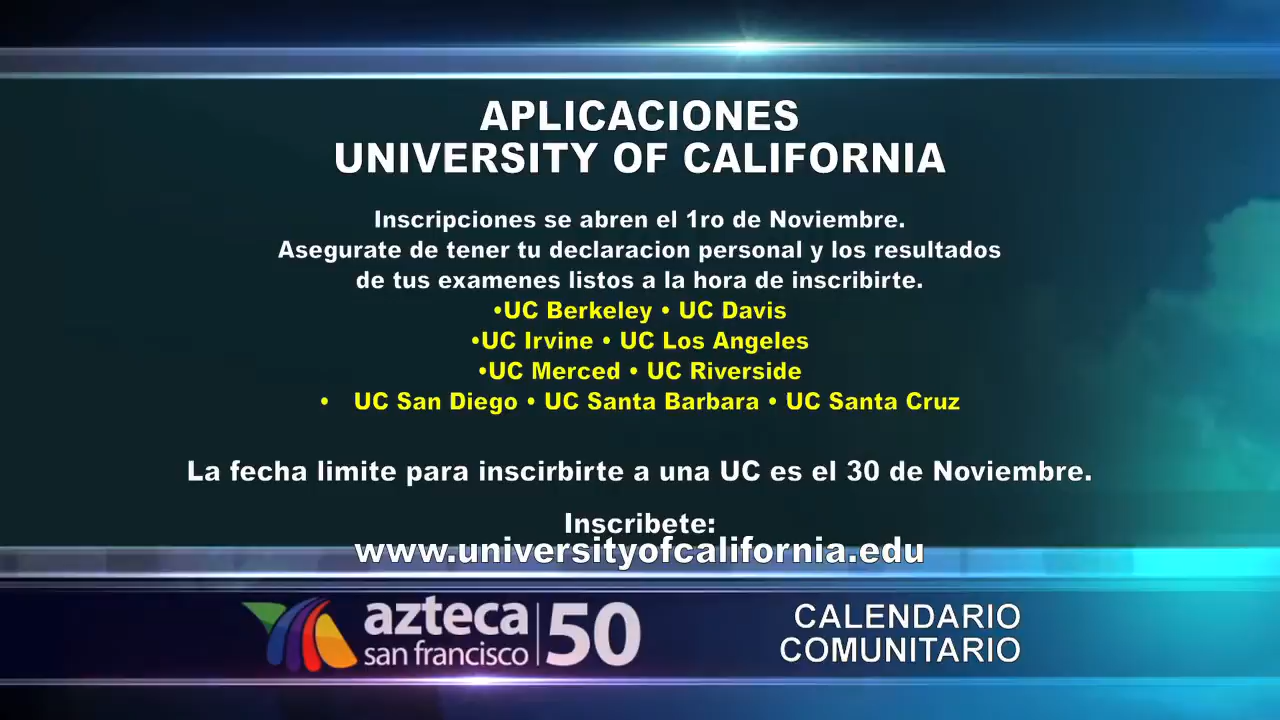 APLICACIONES
UNIVERSITY OF CALIFORNIA
Inscripciones se abren el 1ro de Noviembre.
Asegurate de tener tu declaracion personal y los resultados
de tus examenes listos a la hora de inscribirte.
•UC Berkeley • UC Davis
•UC Irvine • UC Los Angeles
•UC Merced • UC Riverside
• UC San Diego • UC Santa Barbara • UC Santa Cruz
La fecha limite para inscirbirte a una UC es el 30 de Noviembre.
Inscribete:
www.universityofcalifornia.edu
azteca
san francisco
50
CALENDARIO
COMUNITARIO